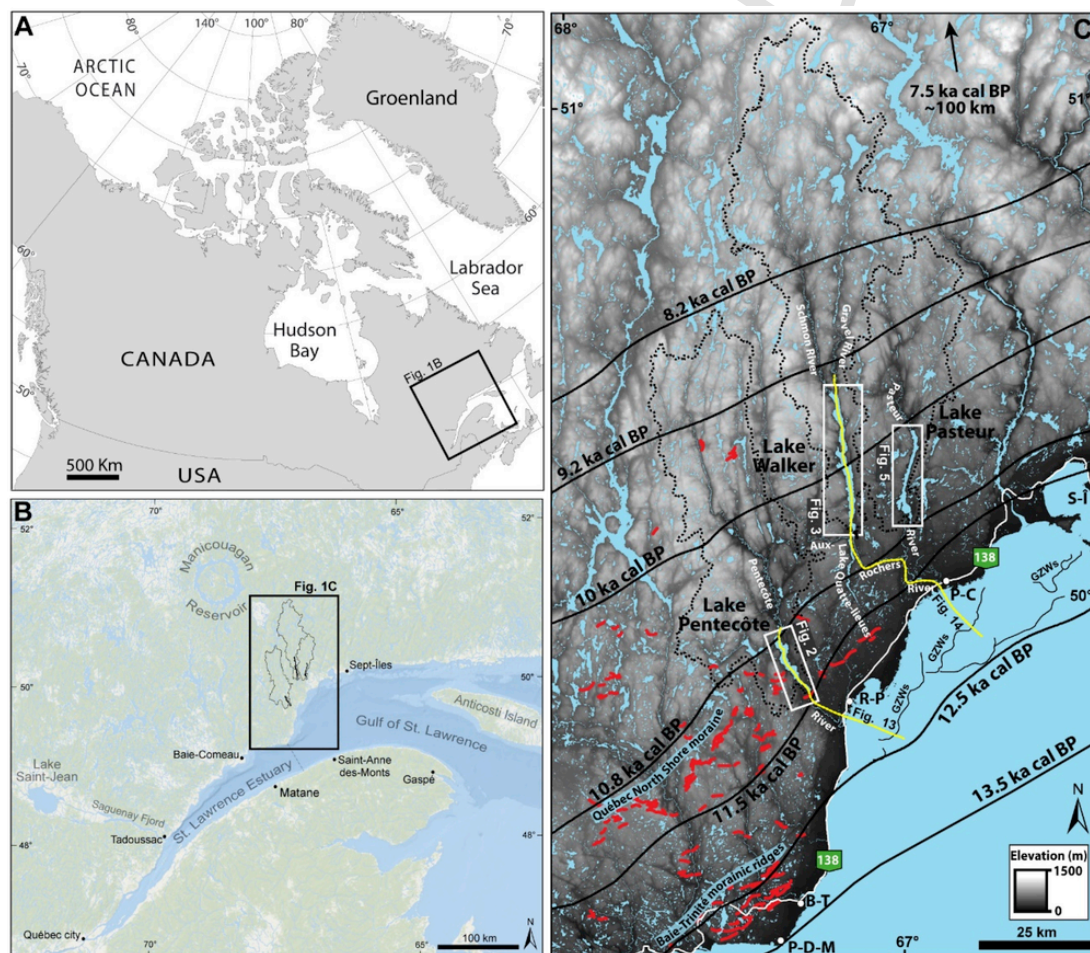 A
80°
140°
100°
80°
70°
70°
ARCTIC
OCEAN
Groenland
60°
60°
Labrador
Sea
Hudson
Bay
CANADA
50°
Fig. 1B
50°
500 Km
USA
B
52°
70°
65°
52°
Manicouagan
Reservoir
Fig. 1C
Sept-Îles
50°
50°
Anticosti Island
Gulf of St. Lawrence
Baie-Comeau
Saint-Anne
des-Monts
Lake
Saint-Jean
Gaspé
St. Lawrence Estuary
Matane
Saguenay Fjord
Tadoussac
48°
48°
Québec city
70°
65°
100 km
N
C
68°
67°
7.5 ka cal BP
~100 km
51°
51°
8.2 ka cal BP
Schmon River
Gravel River
Pasteur
Lake
Pasteur
Lake
Walker
9.2 ka cal BP
Fig. 5
Fig. 3
S-I
Aux-
Rochers
River
River
138
10 ka cal BP
Lake Quatre-lieues
P-C
GZWs
50°
Pentecôte
Lake
Pentecôte
Fig. 2
Fig. 14
GZWs
R-P
GZWs
12.5 ka cal BP
River
Fig. 13
10.8 ka cal BP
Québec North Shore moraine
11.5 ka cal BP
13.5 ka cal BP
N
138
Baie-Trinité morainic ridges
Elevation (m)
1500
0
B-T
P-D-M
67°
25 km